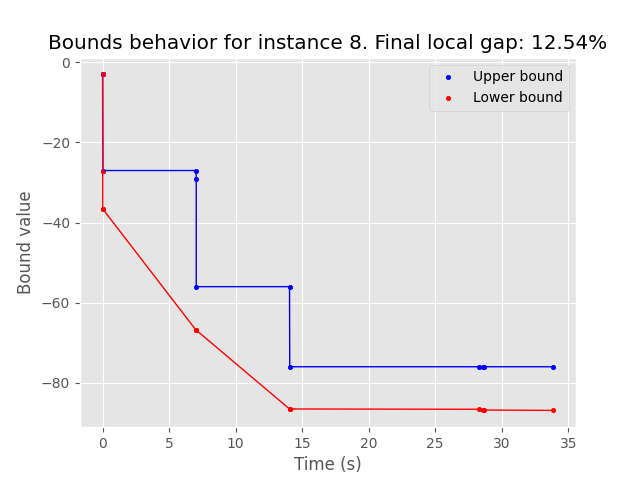 Bounds behavior for instance 8. Final local gap: 12.54%
Upper bound
Lower bound
0
−20
−40
−60
−80
Bound value
0 5 10 15 20 25 30 35
Time (s)